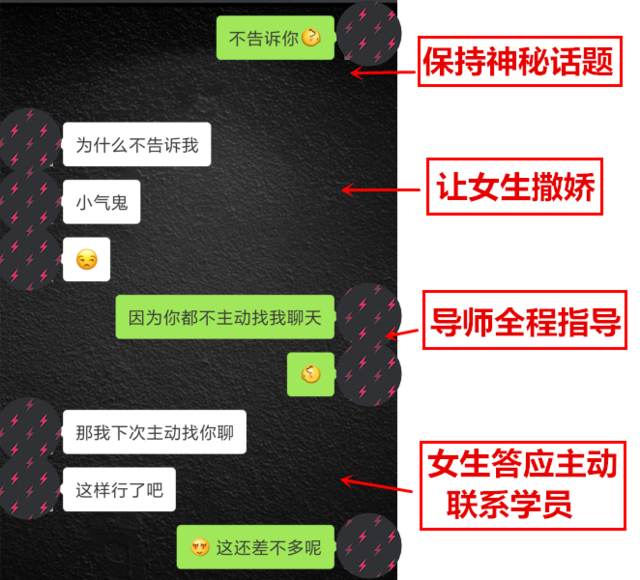 不告诉你
保持神秘话题
为什么不告诉我
让女生撒娇
小气鬼
因为你都不主动找我聊天
导师全程指导
那我下次主动找你聊
女生答应主动
联系学员
这样行了吧
这还差不多呢